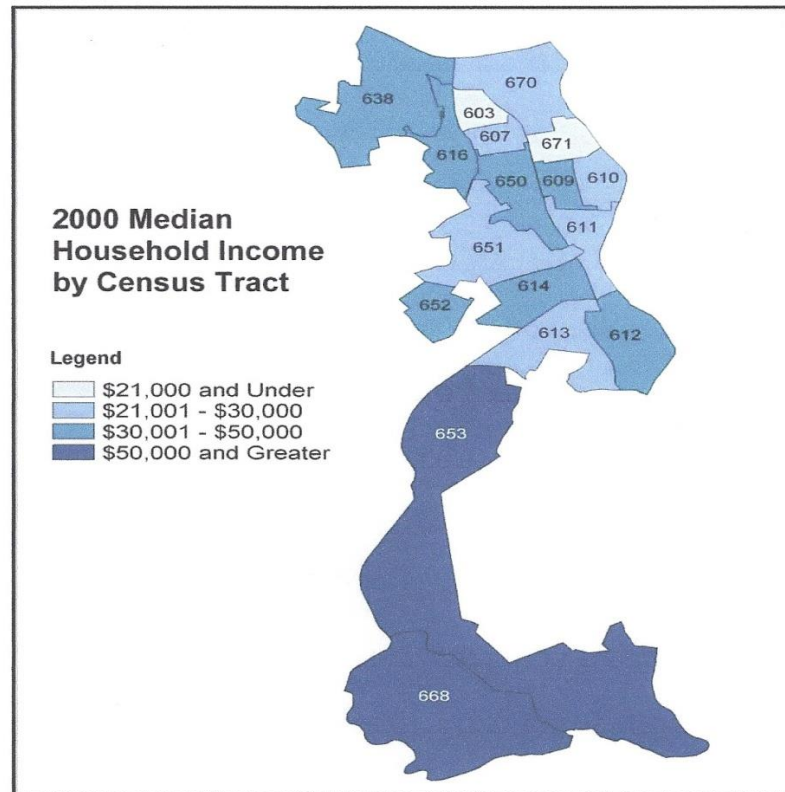 670
638
603
607
671
616
650
609
610
2000 Median
Household Income
by Census Tract
651
611
614
652
613
612
Legend
$21,000 and Under
$21,001 - $30,000
$30,001 - $50,000
$50,000 and Greater
653
668